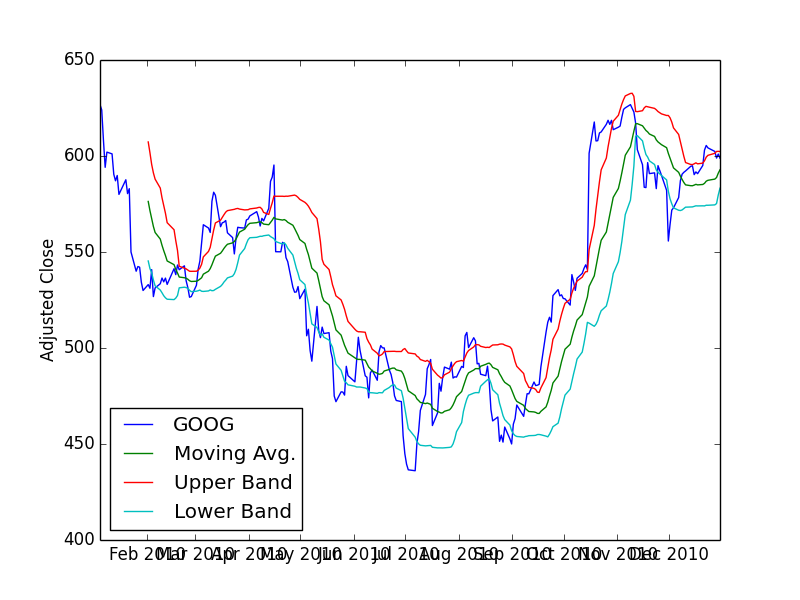 650
600
550
500
450
400
Adjusted Close
GOOG
Moving Avg.
Upper Band
Lower Band
Feb 2010
Mar 2010
Apr 2010
May 2010
Jun 2010
Jul 2010
Aug 2010
Sep 2010
Oct 2010
Nov 2010
Dec 2010